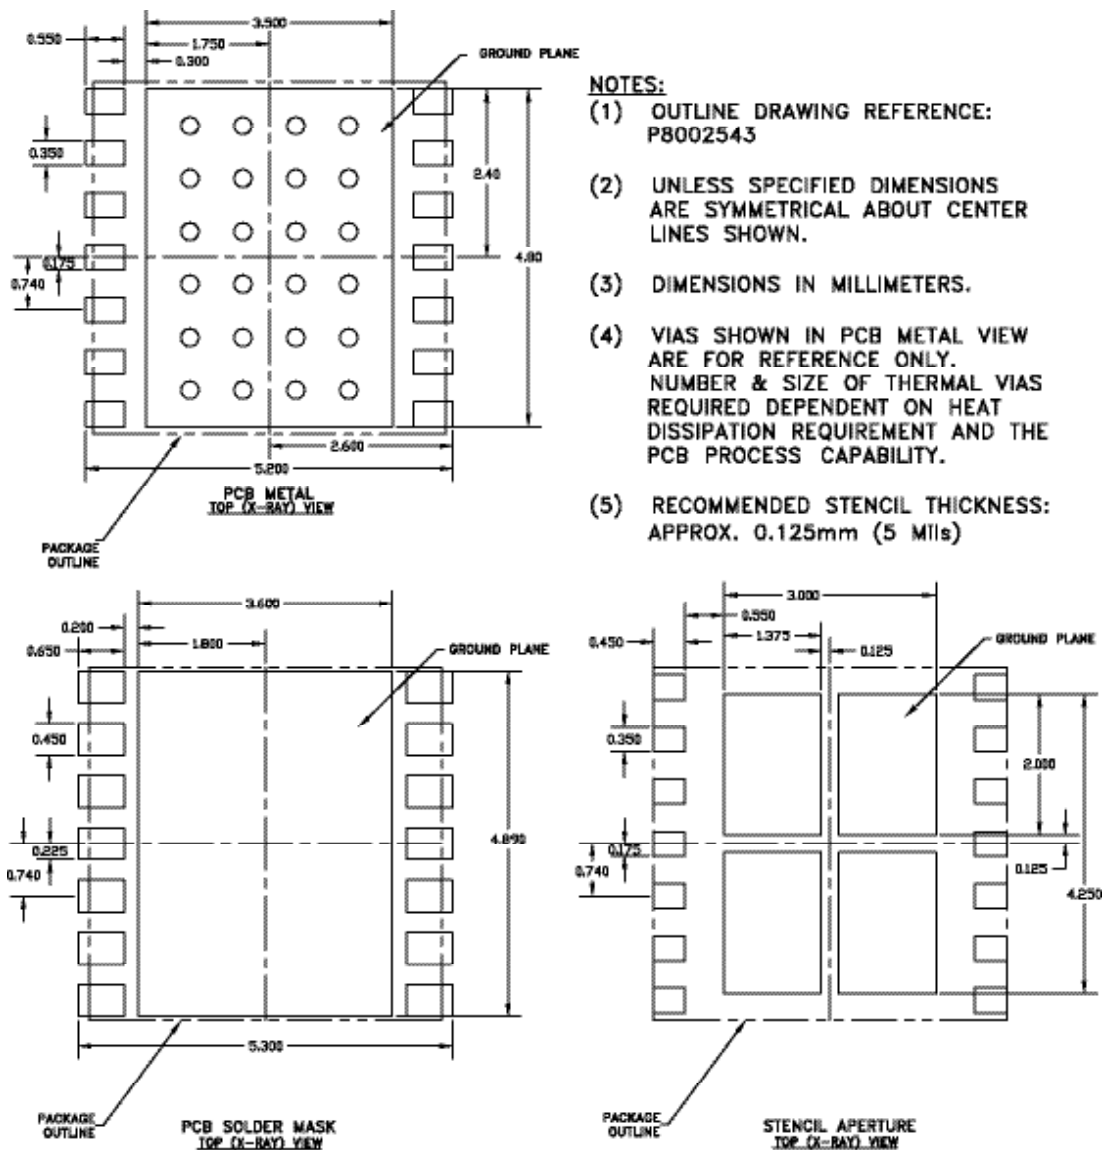 3.500
0.550
1.750
0.300
GROUND PLANE
0.350
2.40
4.80
0.175
0.740
2.600
5.200
PCB METAL
TOP (X-RAY) VIEW
PACKAGE
OUTLINE
NOTES:
(1) OUTLINE DRAWING REFERENCE:
P8002543
(2) UNLESS SPECIFIED DIMENSIONS
ARE SYMMETRICAL ABOUT CENTER
LINES SHOWN.
(3) DIMENSIONS IN MILLIMETERS.
(4) VIAS SHOWN IN PCB METAL VIEW
ARE FOR REFERENCE ONLY.
NUMBER & SIZE OF THERMAL VIAS
REQUIRED DEPENDENT ON HEAT
DISSIPATION REQUIREMENT AND THE
PCB PROCESS CAPABILITY.
(5) RECOMMENDED STENCIL THICKNESS:
APPROX. 0.125mm (5 Mils)
3.600
0.200
1.800
0.650
GROUND PLANE
0.450
4.890
0.225
0.740
5.300
PACKAGE
OUTLINE
PCB SOLDER MASK
TOP (X-RAY) VIEW
3.000
0.550
1.375
0.450
0.125
GROUND PLANE
0.350
2.000
0.175
0.740
0.125
4.250
PACKAGE
OUTLINE
STENCIL APERTURE
TOP (X-RAY) VIEW